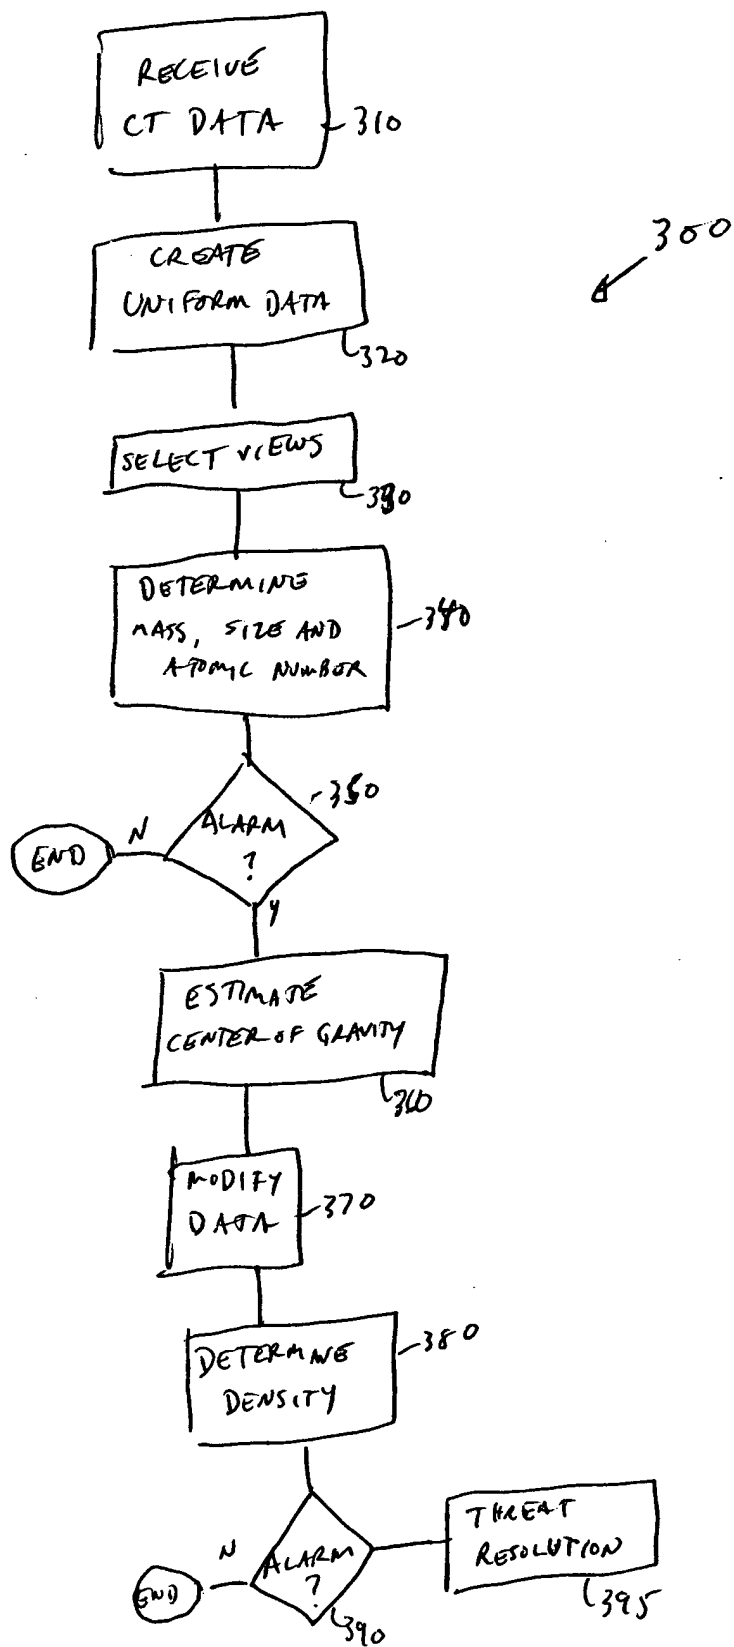 RECEIVE
CT DATA
310
300
CREATE
UNIFORM DATA
320
SELECT VIEWS
330
DETERMINE
MASS, SIZE AND
ATOMIC NUMBER
340
350
ALARM
?
N
END
Y
ESTIMATE
CENTER OF GRAVITY
360
MODIFY
DATA
370
DETERMINE
DENSITY
380
ALARM
?
N
END
390
THREAT
RESOLUTION
395